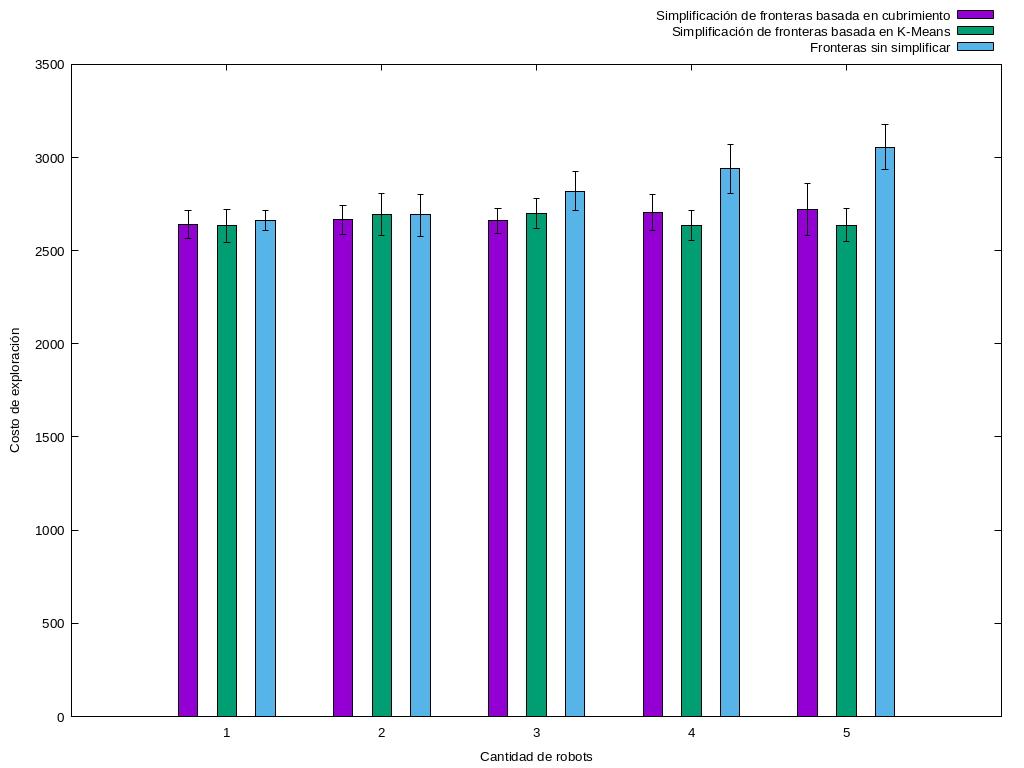 Simplificación de fronteras basada en cubrimiento
Simplificación de fronteras basada en K-Means
Fronteras sin simplificar
3500
3000
2500
2000
1500
1000
500
0
Costo de exploración
1 2 3 4 5
Cantidad de robots